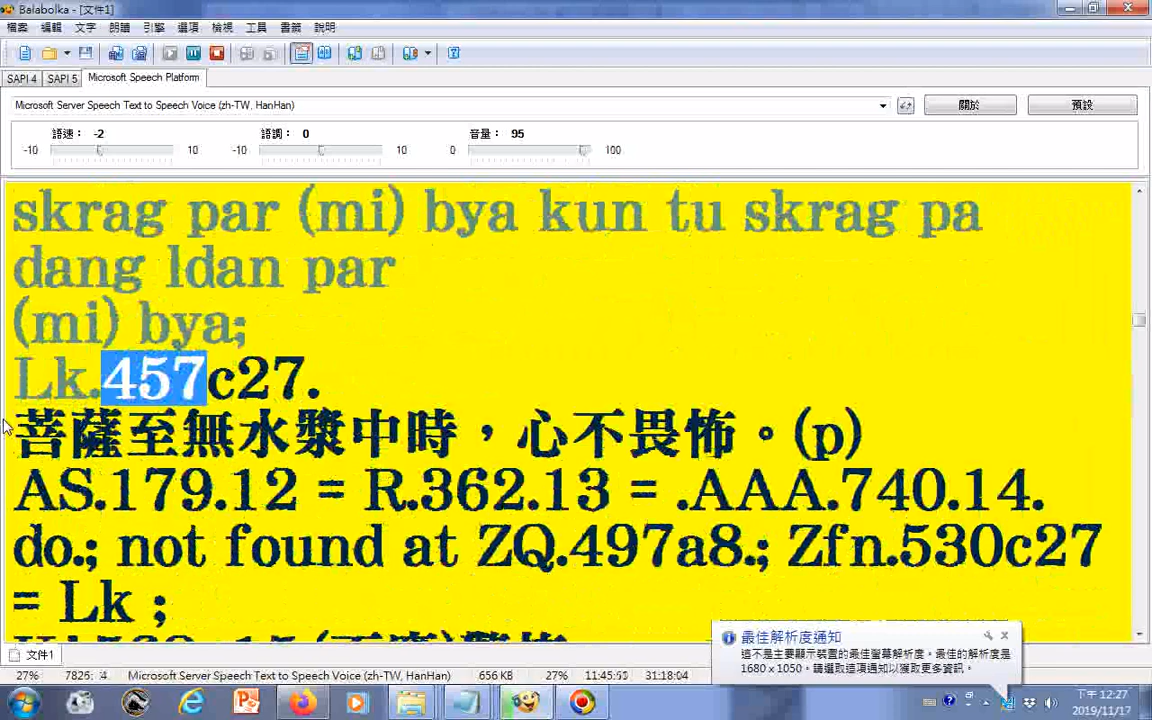 Balabolka - [文件1]
檔案 編輯 文字 朗讀 引擎 選項 檢視 工具 書籤 說明
SAPI 4 SAPI 5 Microsoft Speech Platform
Microsoft Server Speech Text to Speech Voice (zh-TW, HanHan) 關於 預設
語速： -2 語調： 0 音量： 95
-10 10 -10 10 0 100
skrag par (mi) bya kun tu skrag pa
dang ldan par
(mi) bya;
Lk.457c27.
菩薩至無水漿中時，心不畏怖。(p)
AS.179.12 = R.362.13 = .AAA.740.14.
do.; not found at ZQ.497a8.; Zfn.530c27
= Lk ;
最佳解析度通知
這不是主要顯示裝置的最佳螢幕解析度。最佳的解析度是
1680 x 1050。請選取這項通知以獲取更多資訊。
文件1
27% Microsoft Server Speech Text to Speech Voice (zh-TW, HanHan) 656 KB 27% 31:18:04
下午 12:27
2019/11/17